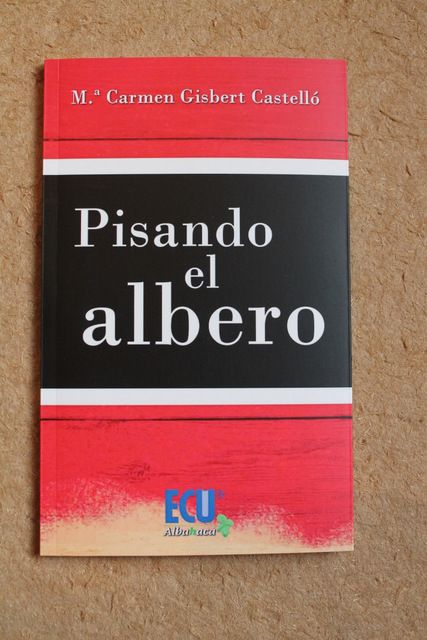 M.ª Carmen Gisbert Castelló
Pisando
el
albero
ECU
Albahaca